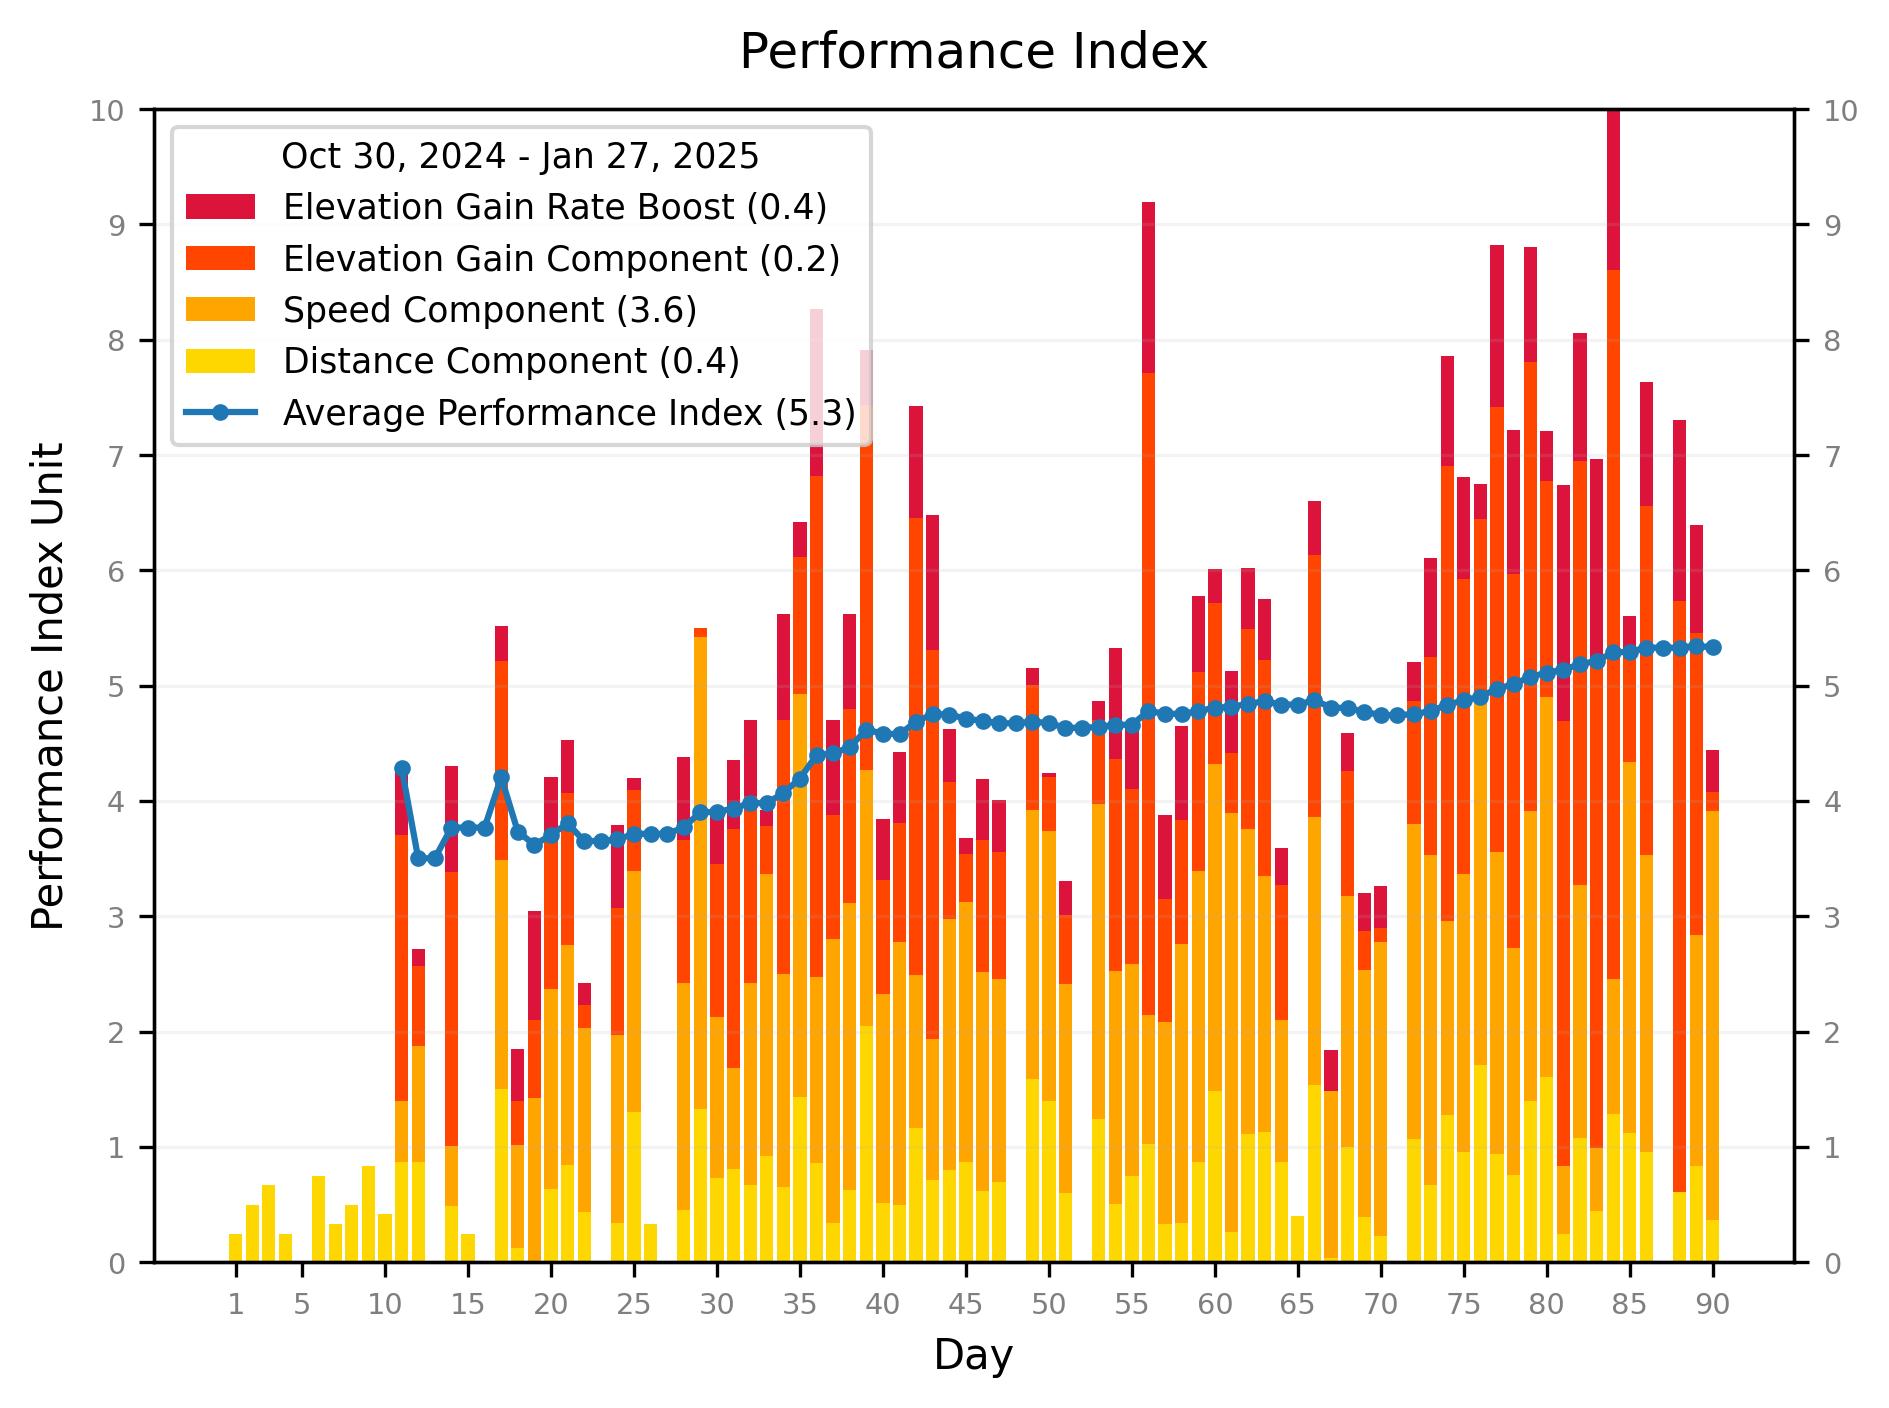 Performance Index
Oct 30, 2024 - Jan 27, 2025
Elevation Gain Rate Boost (0.4)
Elevation Gain Component (0.2)
Speed Component (3.6)
Distance Component (0.4)
Average Performance Index (5.3)
Performance Index Unit
10
9
8
7
6
5
4
3
2
1
0
10
9
8
7
6
5
4
3
2
1
0
1 5 10 15 20 25 30 35 40 45 50 55 60 65 70 75 80 85 90
Day